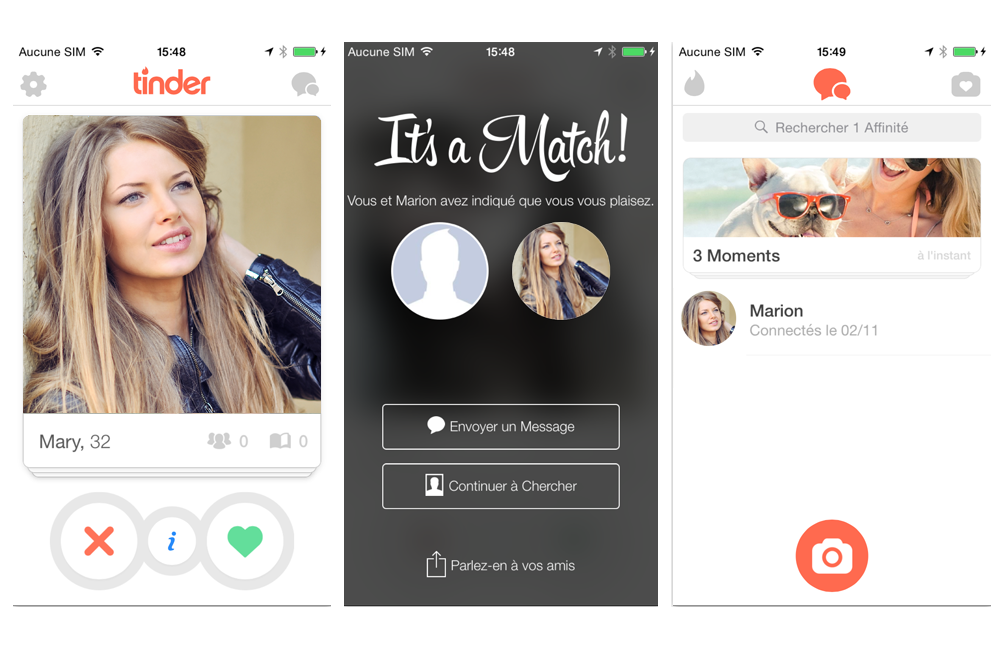 Aucune SIM 15:48
tinder
Mary, 32 0 0
i
Aucune SIM 15:48
It's a Match!
Vous et Marion avez indiqué que vous vous plaisez.
Envoyer un Message
Continuer à Chercher
Parlez-en à vos amis
Aucune SIM 15:49
Rechercher 1 Affinité
3 Moments à l'instant
Marion
Connectés le 02/11